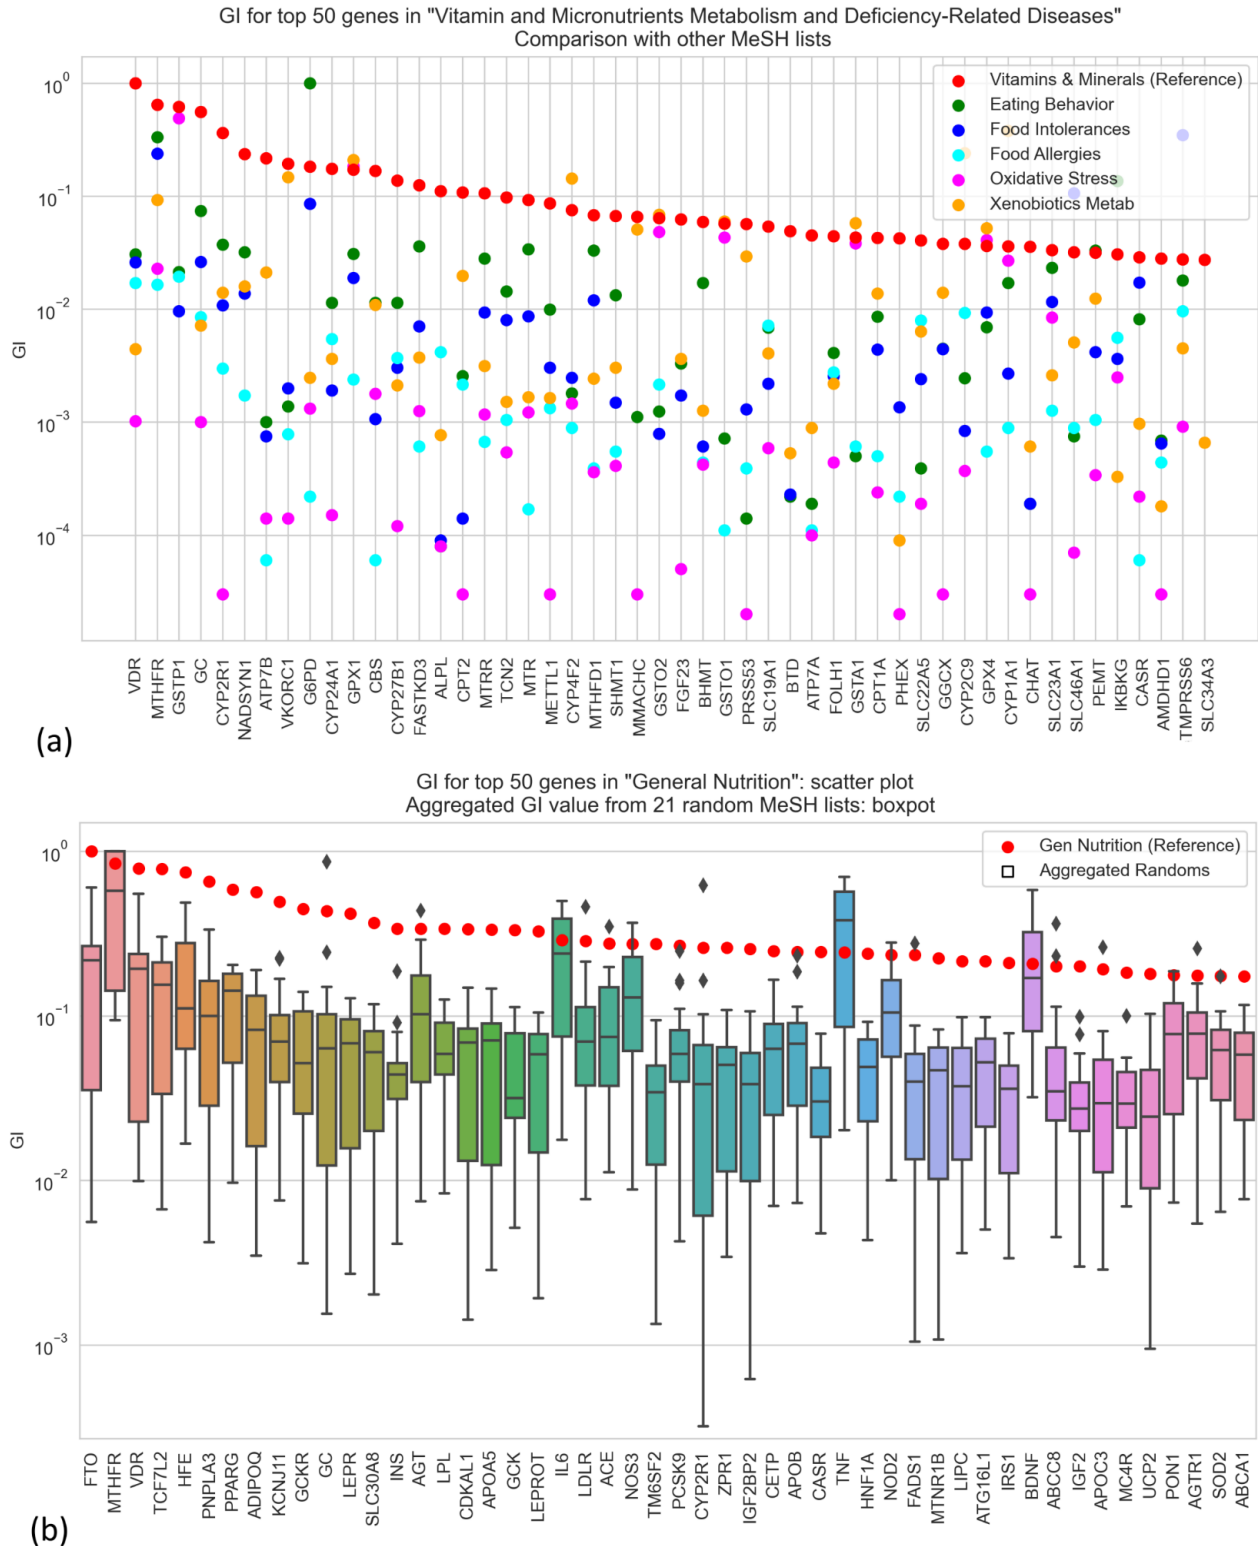 GI for top 50 genes in "Vitamin and Micronutrients Metabolism and Deficiency-Related Diseases"
Comparison with other MeSH lists
Vitamins & Minerals (Reference)
Eating Behavior
Food Intolerances
Food Allergies
Oxidative Stress
Xenobiotics Metab
10⁰
10⁻¹
10⁻²
10⁻³
10⁻⁴
GI
VDR
MTHFR
GSTP1
GC
CYP2R1
NADSYN1
ATP7B
VKORC1
G6PD
CYP24A1
GPX1
CBS
CYP27B1
FASTKD3
ALPL
CPT2
MTRR
TCN2
MTR
METTL1
CYP4F2
MTHFD1
SHMT1
MMACHC
GSTO2
FGF23
BHMT
GSTO1
PRSS53
SLC19A1
BTD
ATP7A
FOLH1
GSTA1
CPT1A
PHEX
SLC22A5
GGCX
CYP2C9
GPX4
CYP1A1
CHAT
SLC23A1
SLC46A1
PEMT
IKBKG
CASR
AMDHD1
TMPRSS6
SLC34A3
(a)
GI for top 50 genes in "General Nutrition": scatter plot
Aggregated GI value from 21 random MeSH lists: boxpot
Gen Nutrition (Reference)
Aggregated Randoms
10⁰
10⁻¹
10⁻²
10⁻³
GI
FTO
MTHFR
VDR
TCF7L2
HFE
PNPLA3
PPARG
ADIPOQ
KCNJ11
GCKR
GC
LEPR
SLC30A8
INS
AGT
LPL
CDKAL1
APOA5
GCK
LEPROT
IL6
LDLR
ACE
NOS3
TM6SF2
PCSK9
CYP2R1
ZPR1
IGF2BP2
CETP
APOB
CASR
TNF
HNF1A
NOD2
FADS1
MTNR1B
LIPC
ATG16L1
IRS1
BDNF
ABCC8
IGF2
APOC3
MC4R
UCP2
PON1
AGTR1
SOD2
ABCA1
(b)